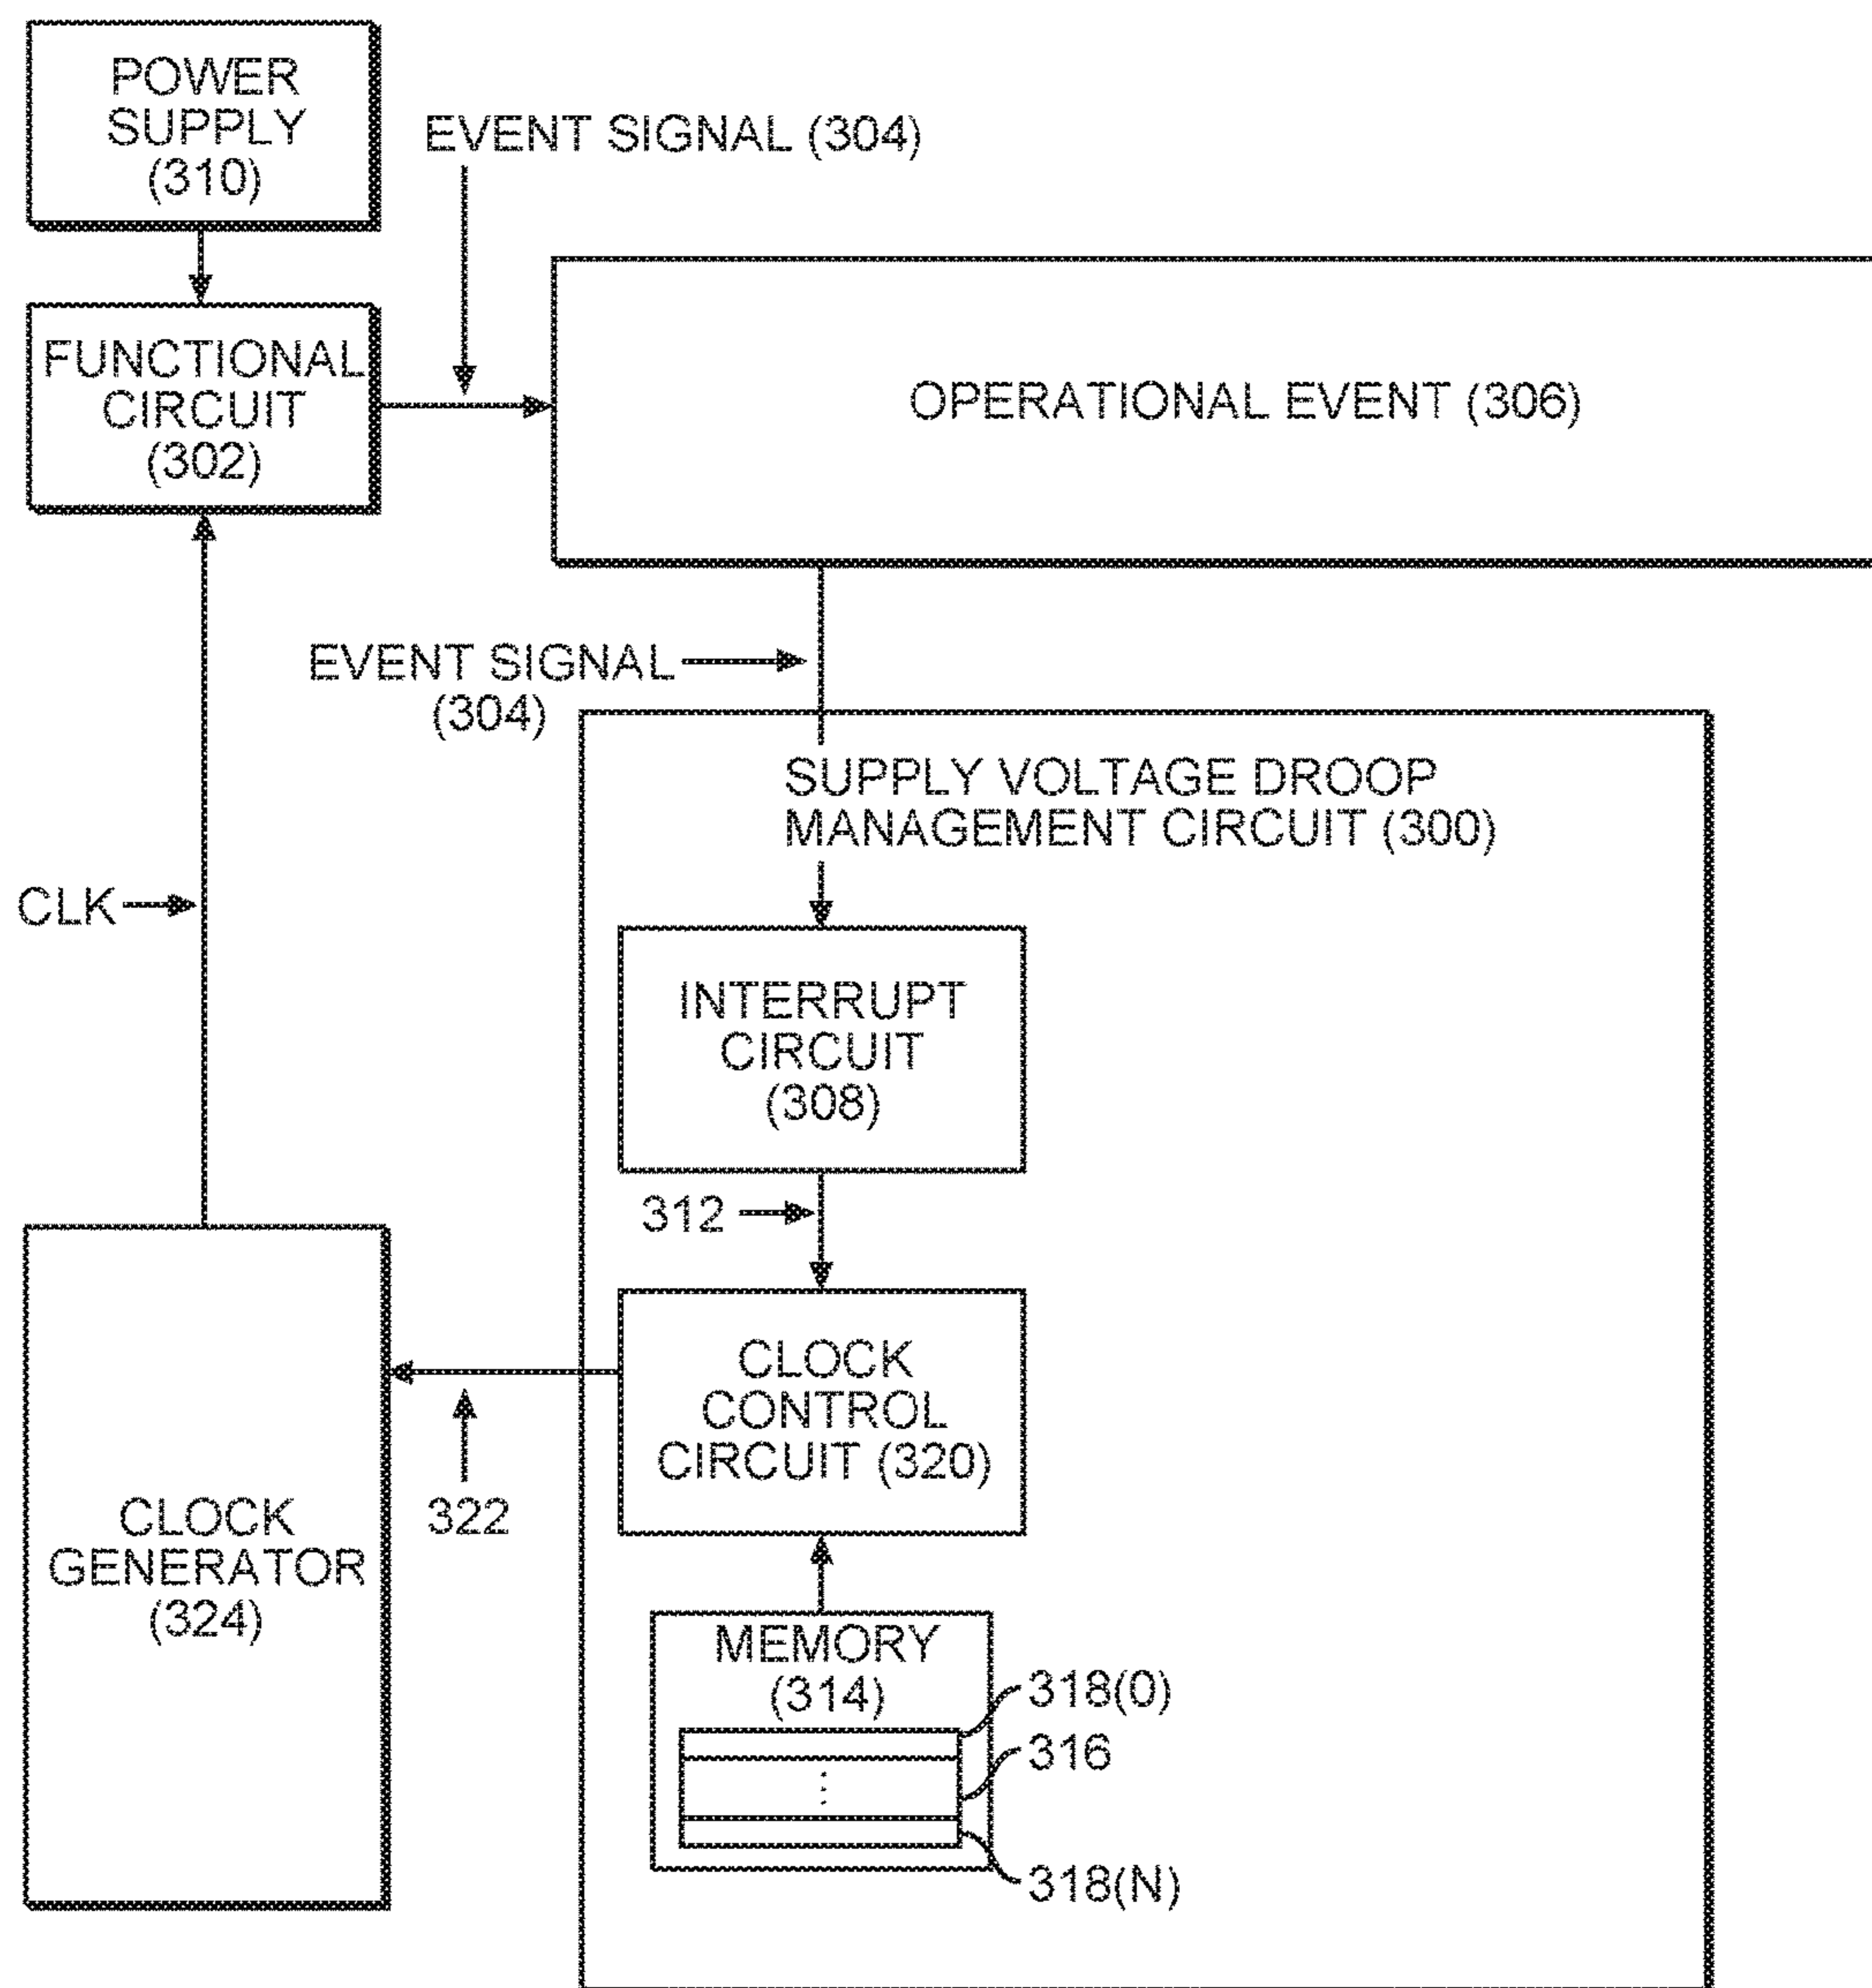 POWER
SUPPLY
(310)
EVENT SIGNAL (304)
FUNCTIONAL
CIRCUIT
(302)
OPERATIONAL EVENT (306)
EVENT SIGNAL
(304)
SUPPLY VOLTAGE DROOP
MANAGEMENT CIRCUIT (300)
CLK
INTERRUPT
CIRCUIT
(308)
312
CLOCK
CONTROL
CIRCUIT (320)
322
CLOCK
GENERATOR
(324)
MEMORY
(314)
318(0)
316
318(N)